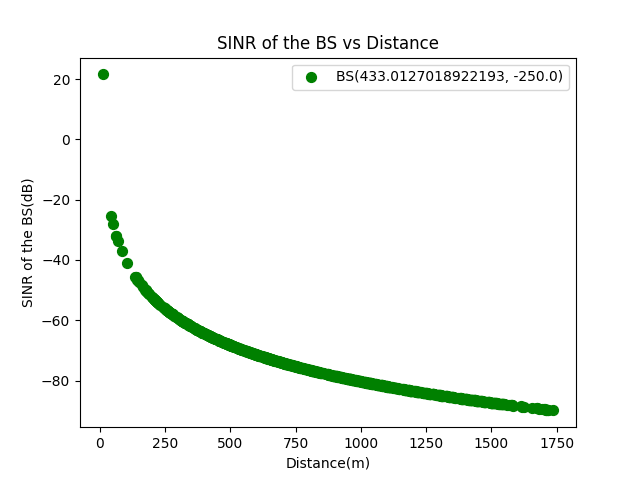 SINR of the BS vs Distance
BS(433.0127018922193, -250.0)
20
0
−20
−40
−60
−80
SINR of the BS(dB)
0 250 500 750 1000 1250 1500 1750
Distance(m)